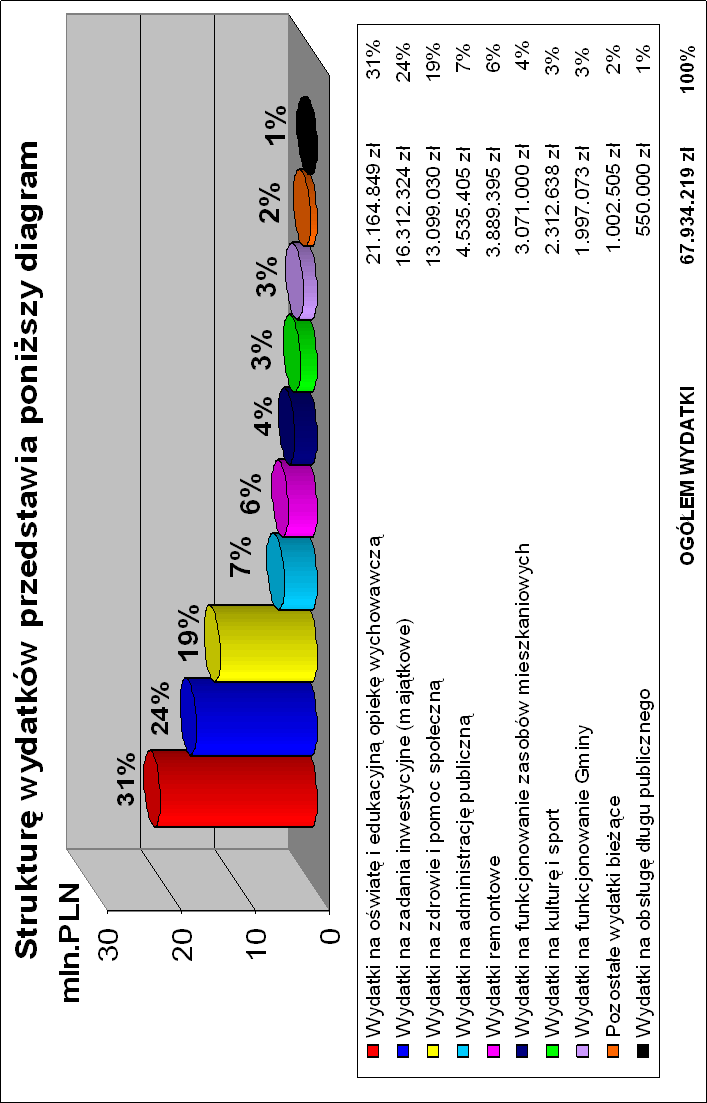 Strukturę wydatków przedstawia poniższy diagram
mln.PLN
30
20
10
0
31%
24%
19%
7%
6%
4%
3%
3%
2%
1%
Wydatki na oświatę i edukacyjną opiekę wychowawczą 21.164.849 zł 31%
Wydatki na zadania inwestycyjne (majątkowe) 16.312.324 zł 24%
Wydatki na zdrowie i pomoc społeczną 13.099.030 zł 19%
Wydatki na administrację publiczną 4.535.405 zł 7%
Wydatki remontowe 3.889.395 zł 6%
Wydatki na funkcjonowanie zasobów mieszkaniowych 3.071.000 zł 4%
Wydatki na kulturę i sport 2.312.638 zł 3%
Wydatki na funkcjonowanie Gminy 1.997.073 zł 3%
Pozostałe wydatki bieżące 1.002.505 zł 2%
Wydatki na obsługę długu publicznego 550.000 zł 1%
OGÓŁEM WYDATKI 67.934.219 zł 100%